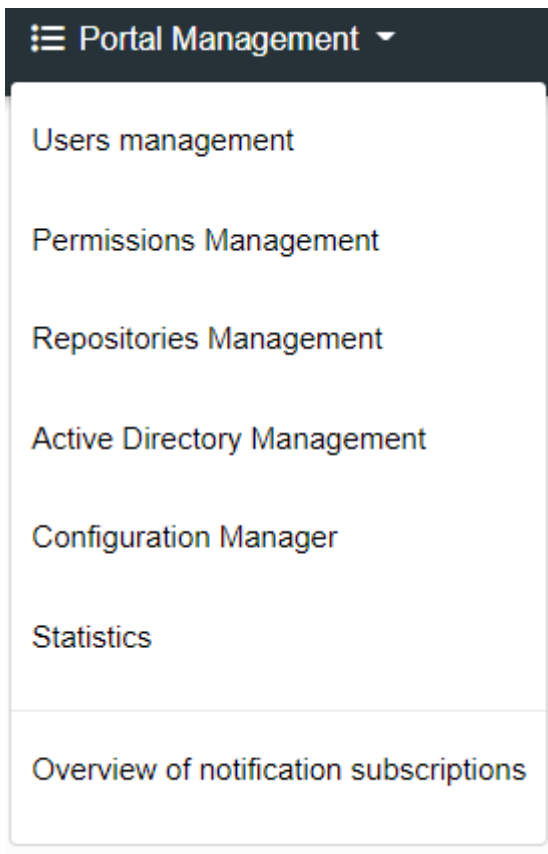 Portal Management
Users management
Permissions Management
Repositories Management
Active Directory Management
Configuration Manager
Statistics
Overview of notification subscriptions